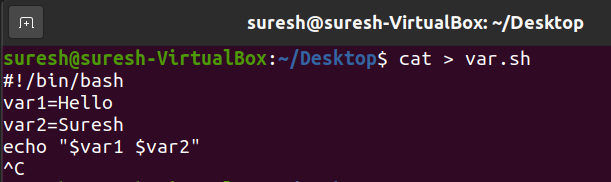 suresh@suresh-VirtualBox: ~/Desktop
suresh@suresh-VirtualBox:~/Desktop$ cat > var.sh
#!/bin/bash
var1=Hello
var2=Suresh
echo "$var1 $var2"
^C